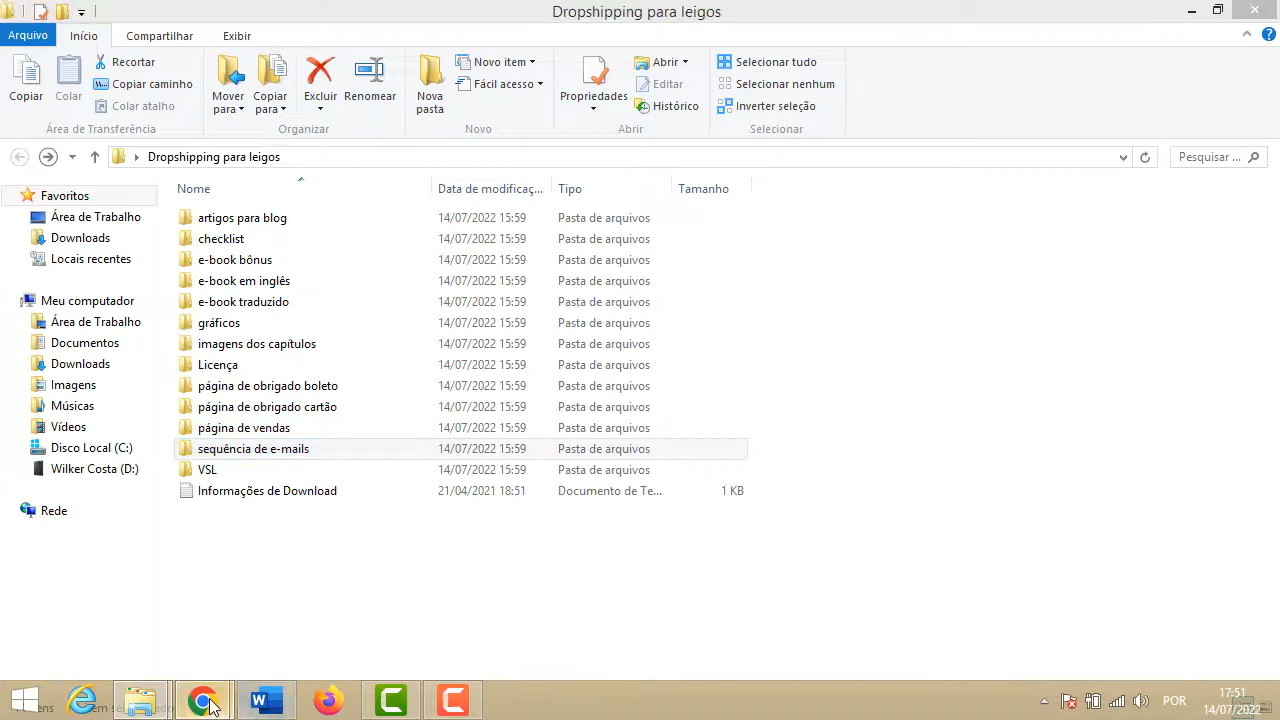 Dropshipping para leigos
Arquivo Início Compartilhar Exibir
Copiar Colar Recortar Copiar caminho Colar atalho
Mover para Copiar para Excluir Renomear
Nova pasta Novo item Fácil acesso
Propriedades Abrir Editar Histórico
Selecionar tudo Selecionar nenhum Inverter seleção
Área de Transferência Organizar Novo Abrir Selecionar
Dropshipping para leigos Pesquisar ...
Nome Data de modificaç... Tipo Tamanho
Favoritos
Área de Trabalho
Downloads
Locais recentes
Meu computador
Área de Trabalho
Documentos
Downloads
Imagens
Músicas
Vídeos
Disco Local (C:)
Wilker Costa (D:)
Rede
artigos para blog 14/07/2022 15:59 Pasta de arquivos
checklist 14/07/2022 15:59 Pasta de arquivos
e-book bônus 14/07/2022 15:59 Pasta de arquivos
e-book em inglês 14/07/2022 15:59 Pasta de arquivos
e-book traduzido 14/07/2022 15:59 Pasta de arquivos
gráficos 14/07/2022 15:59 Pasta de arquivos
imagens dos capítulos 14/07/2022 15:59 Pasta de arquivos
Licença 14/07/2022 15:59 Pasta de arquivos
página de obrigado boleto 14/07/2022 15:59 Pasta de arquivos
página de obrigado cartão 14/07/2022 15:59 Pasta de arquivos
página de vendas 14/07/2022 15:59 Pasta de arquivos
sequência de e-mails 14/07/2022 15:59 Pasta de arquivos
VSL 14/07/2022 15:59 Pasta de arquivos
Informações de Download 21/04/2021 18:51 Documento de Te... 1 KB
POR 17:51
14/07/2022